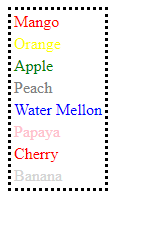 Mango
Orange
Apple
Peach
Water Mellon
Papaya
Cherry
Banana